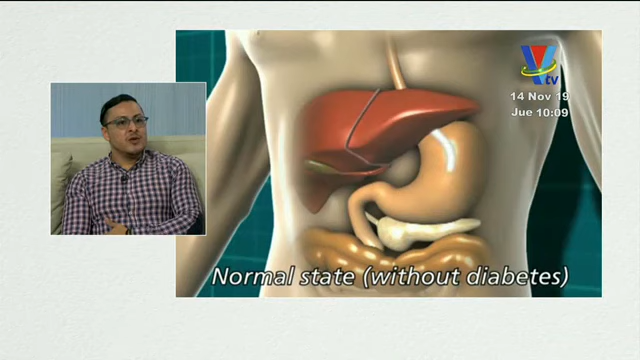 V
tv
14 Nov 19
Jue 10:09
Normal state (without diabetes)